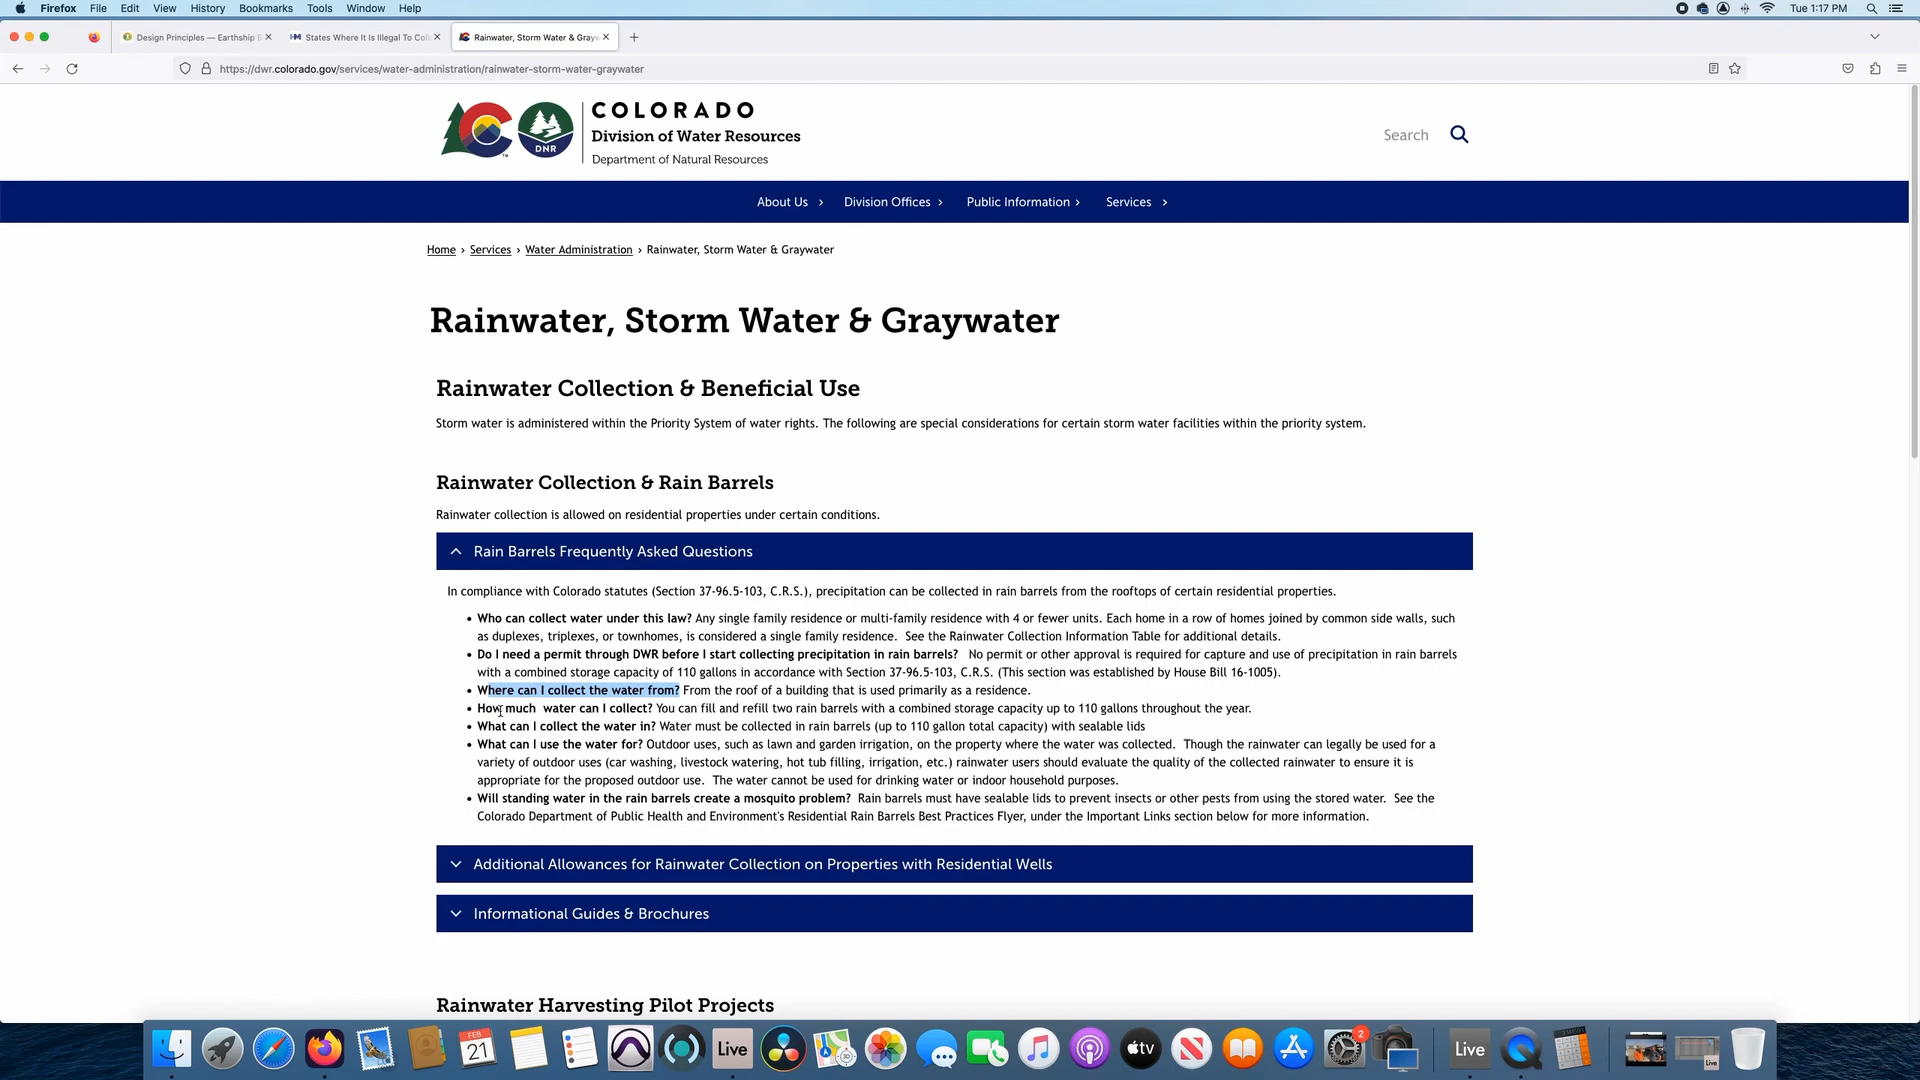 Firefox File Edit View History Bookmarks Tools Window Help Tue 1:17 PM
Design Principles — Earthship States Where It Is Illegal To Rainwater, Storm Water &
https://dwr.colorado.gov/services/water-administration/rainwater-storm-water-graywater
COLORADO
Division of Water Resources
Department of Natural Resources
DNR
TM
Search
About Us Division Offices Public Information Services
Home › Services › Water Administration › Rainwater, Storm Water & Graywater
Rainwater, Storm Water & Graywater
Rainwater Collection & Beneficial Use
Storm water is administered within the Priority System of water rights. The following are special considerations for certain storm water facilities within the priority system.
Rainwater Collection & Rain Barrels
Rainwater collection is allowed on residential properties under certain conditions.
Rain Barrels Frequently Asked Questions
In compliance with Colorado statutes (Section 37-96.5-103, C.R.S.), precipitation can be collected in rain barrels from the rooftops of certain residential properties.
• Who can collect water under this law? Any single family residence or multi-family residence with 4 or fewer units. Each home in a row of homes joined by common side walls, such
as duplexes, triplexes, or townhomes, is considered a single family residence. See the Rainwater Collection Information Table for additional details.
• Do I need a permit through DWR before I start collecting precipitation in rain barrels? No permit or other approval is required for capture and use of precipitation in rain barrels
with a combined storage capacity of 110 gallons in accordance with Section 37-96.5-103, C.R.S. (This section was established by House Bill 16-1005).
• Where can I collect the water from? From the roof of a building that is used primarily as a residence.
• How much water can I collect? You can fill and refill two rain barrels with a combined storage capacity up to 110 gallons throughout the year.
• What can I collect the water in? Water must be collected in rain barrels (up to 110 gallon total capacity) with sealable lids
• What can I use the water for? Outdoor uses, such as lawn and garden irrigation, on the property where the water was collected. Though the rainwater can legally be used for a
variety of outdoor uses (car washing, livestock watering, hot tub filling, irrigation, etc.) rainwater users should evaluate the quality of the collected rainwater to ensure it is
appropriate for the proposed outdoor use. The water cannot be used for drinking water or indoor household purposes.
• Will standing water in the rain barrels create a mosquito problem? Rain barrels must have sealable lids to prevent insects or other pests from using the stored water. See the
Colorado Department of Public Health and Environment's Residential Rain Barrels Best Practices Flyer, under the Important Links section below for more information.
Additional Allowances for Rainwater Collection on Properties with Residential Wells
Informational Guides & Brochures
Rainwater Harvesting Pilot Projects
FEB
21
Live
3D
tv
2
Live
Live